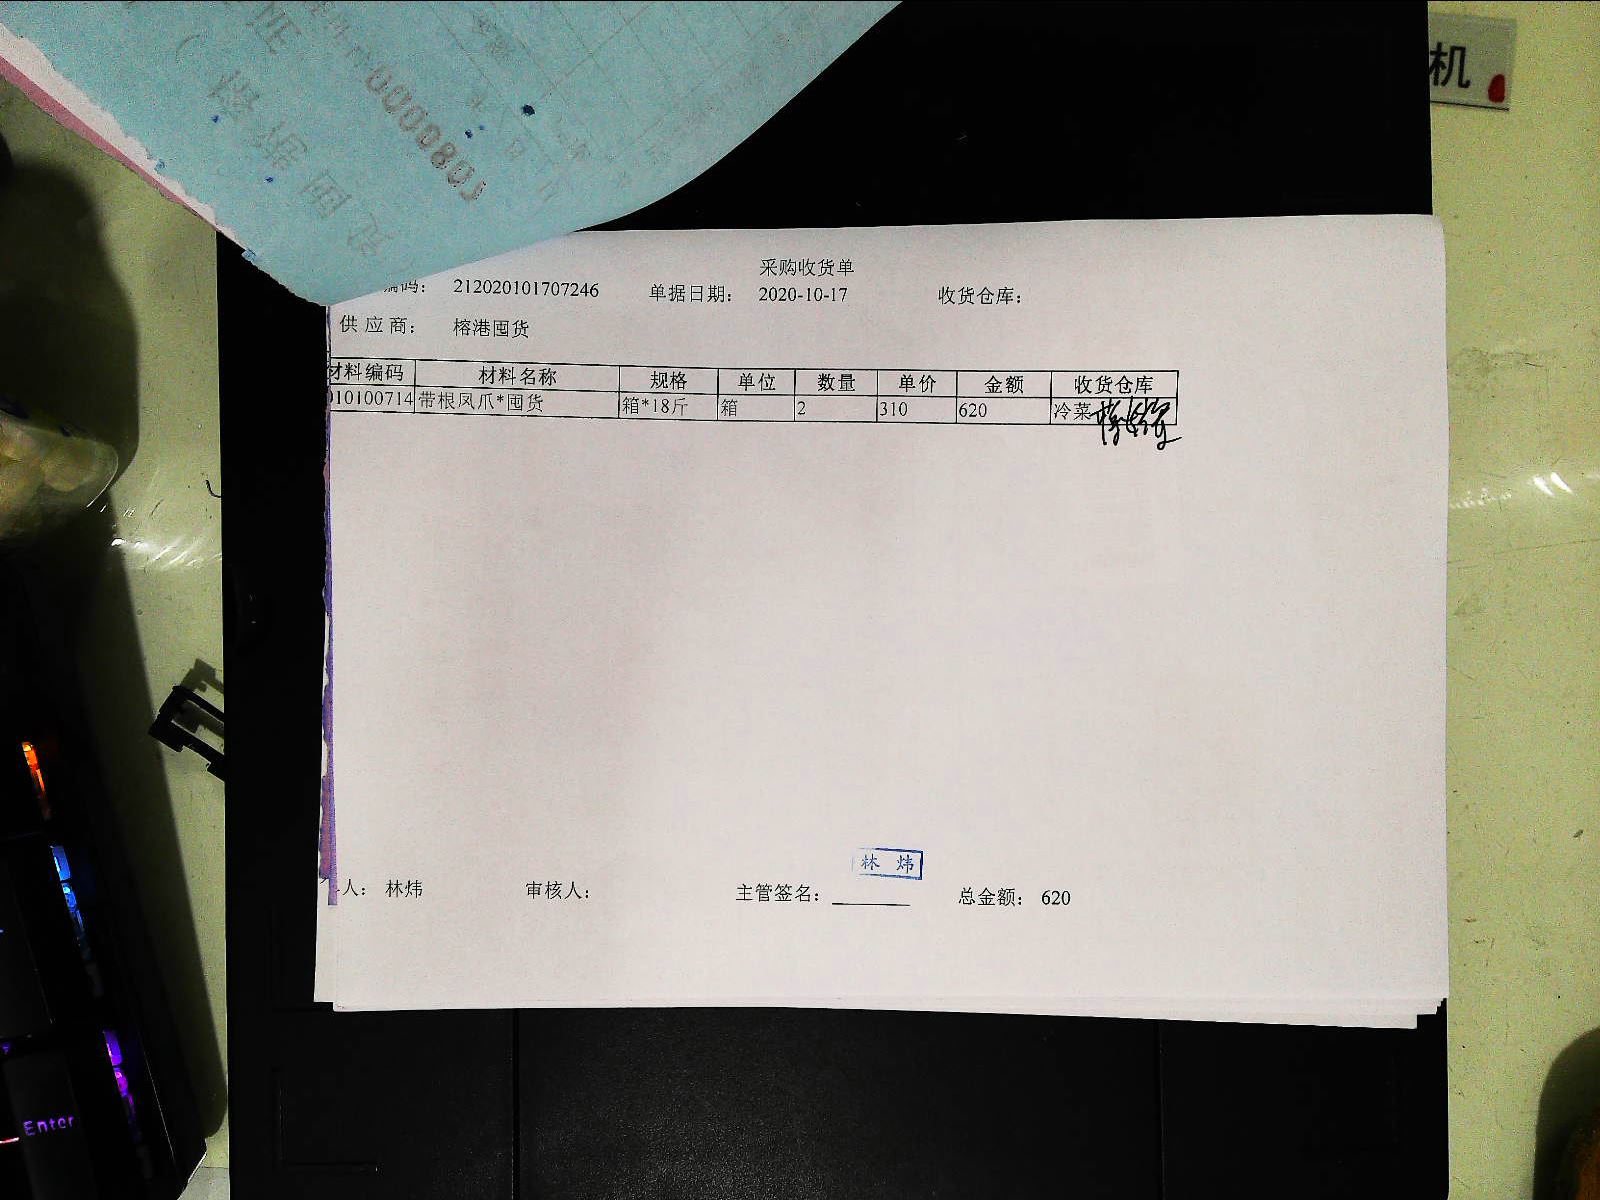 机
0000801
采购收货单
编码： 212020101707246 单据日期： 2020-10-17 收货仓库：
供应商： 榕港囤货
材料编码 材料名称 规格 单位 数量 单价 金额 收货仓库
010100714 带根凤爪*囤货 箱*18斤 箱 2 310 620 冷菜
林 炜
人： 林炜 审核人： 主管签名： 总金额： 620
Enter